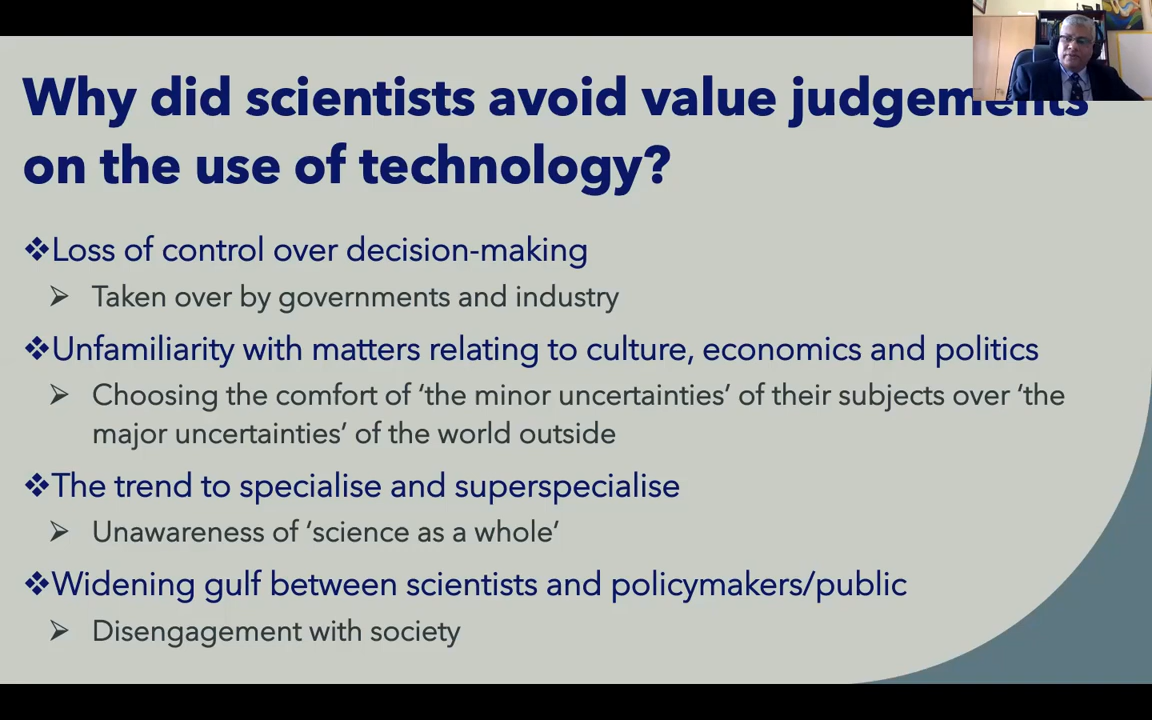 Why did scientists avoid value judgements
on the use of technology?
❖Loss of control over decision-making
➢ Taken over by governments and industry
❖Unfamiliarity with matters relating to culture, economics and politics
➢ Choosing the comfort of ‘the minor uncertainties’ of their subjects over ‘the
major uncertainties’ of the world outside
❖The trend to specialise and superspecialise
➢ Unawareness of ‘science as a whole’
❖Widening gulf between scientists and policymakers/public
➢ Disengagement with society